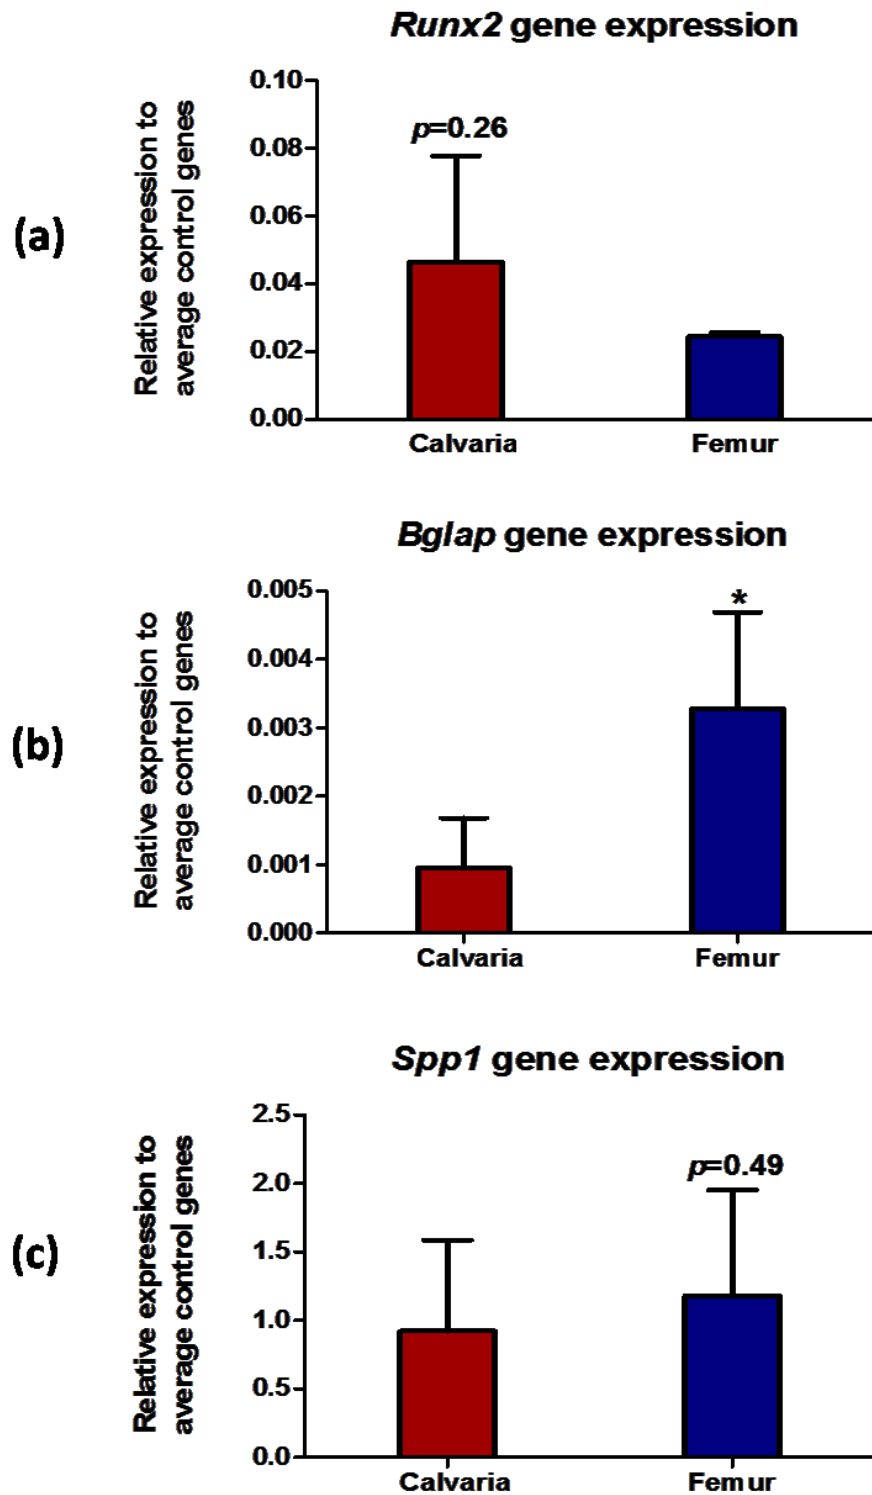 Runx2 gene expression
(a)
Relative expression to
average control genes
0.10
0.08
0.06
0.04
0.02
0.00
p=0.26
Calvaria
Femur
Bglap gene expression
(b)
Relative expression to
average control genes
0.005
0.004
0.003
0.002
0.001
0.000
*
Calvaria
Femur
Spp1 gene expression
(c)
Relative expression to
average control genes
2.5
2.0
1.5
1.0
0.5
0.0
p=0.49
Calvaria
Femur